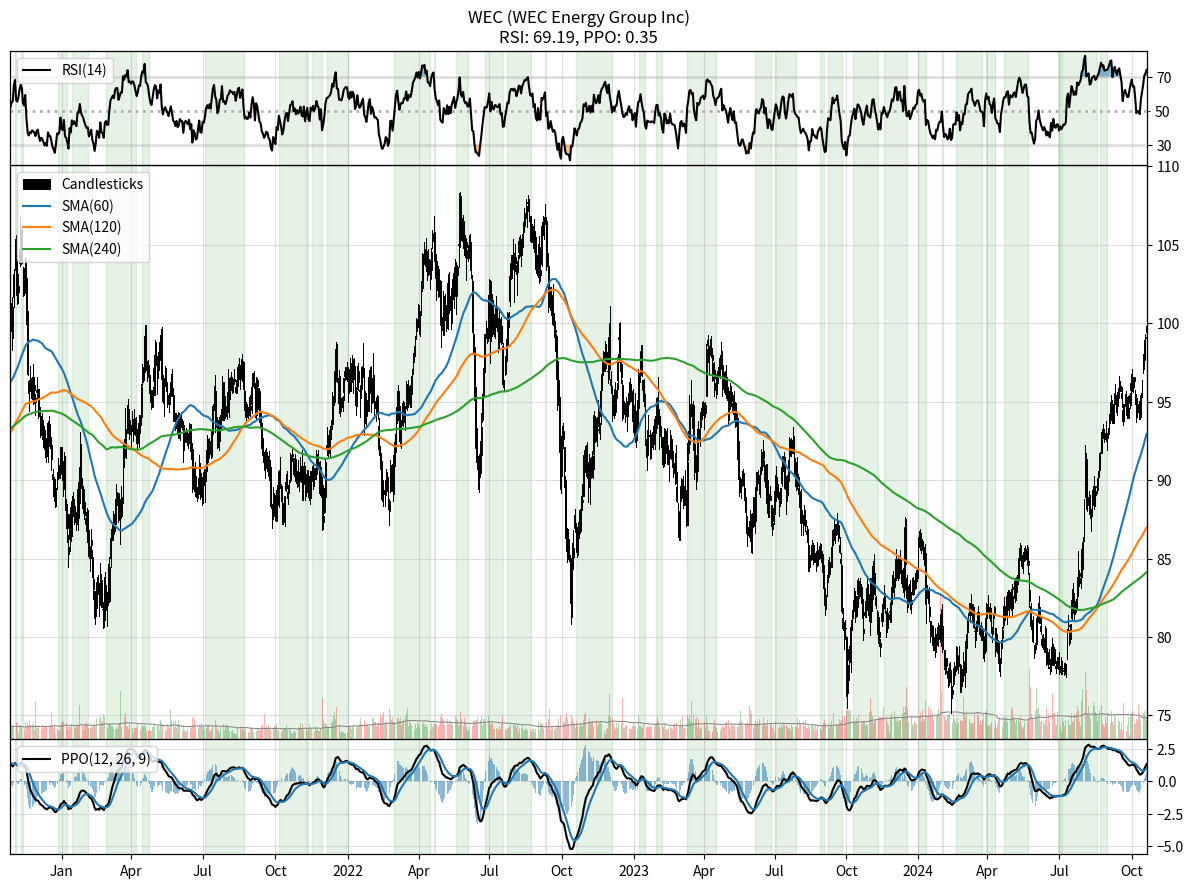 WEC (WEC Energy Group Inc)
RSI: 69.19, PPO: 0.35
RSI(14)
70
50
30
110
Candlesticks
SMA(60)
SMA(120)
SMA(240)
105
100
95
90
85
80
75
PPO(12, 26, 9)
2.5
0.0
−2.5
−5.0
Jan Apr Jul Oct 2022 Apr Jul Oct 2023 Apr Jul Oct 2024 Apr Jul Oct